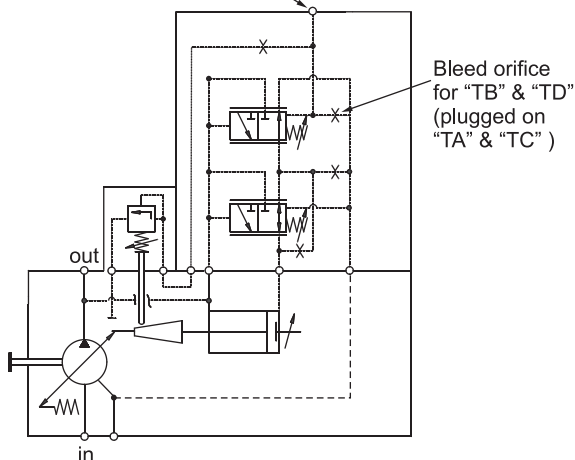 Bleed orifice
for “TB” & “TD”
(plugged on
“TA” & “TC” )
out
in